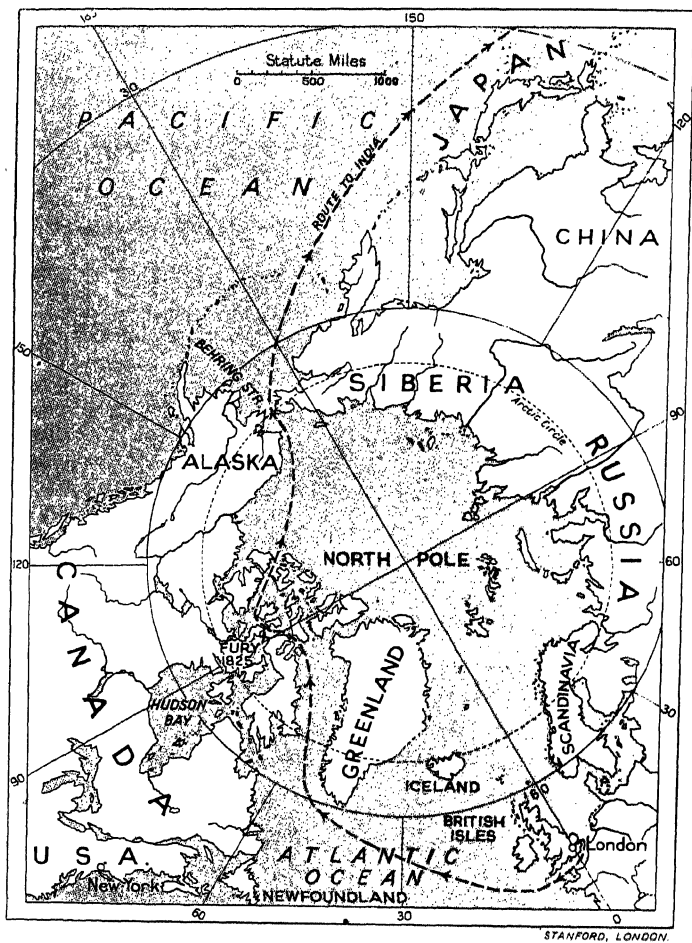 165
150
Statute Miles
0 500 1000
30
PACIFIC
OCEAN
JAPAN
120
ROUTE TO INDIA
CHINA
150
BEHRING STR.
SIBERIA
Arctic Circle
90
ALASKA
RUSSIA
120
NORTH POLE
60
CANADA
FURY
1825
HUDSON
BAY
GREENLAND
SCANDINAVIA
30
90
ICELAND
60
BRITISH
ISLES
London
U.S.A.
ATLANTIC
OCEAN
New York
NEWFOUNDLAND
60
30
0
STANFORD, LONDON.